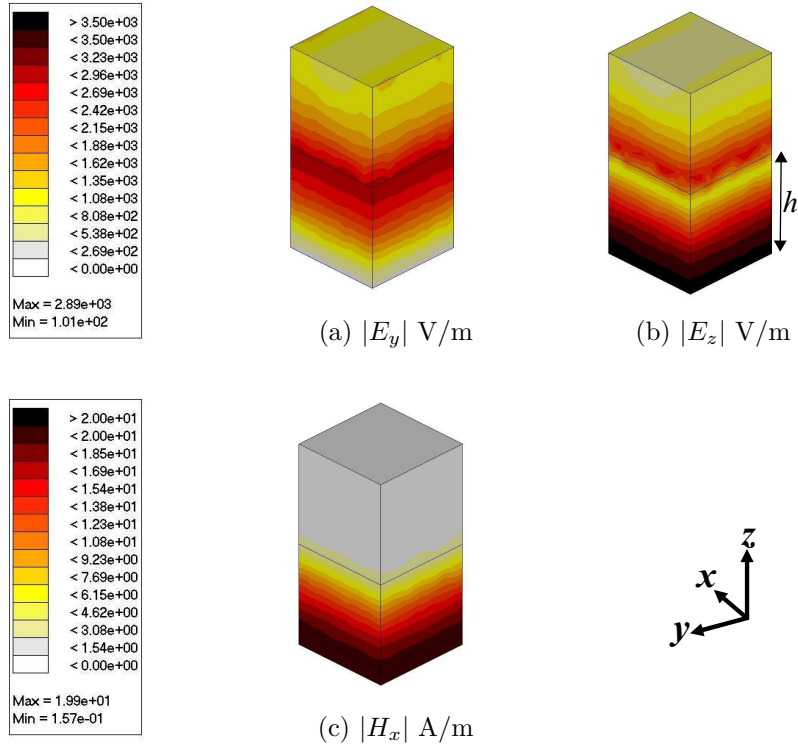 > 3.50e+03
< 3.50e+03
< 3.23e+03
< 2.96e+03
< 2.69e+03
< 2.42e+03
< 2.15e+03
< 1.88e+03
< 1.62e+03
< 1.35e+03
< 1.08e+03
< 8.08e+02
< 5.38e+02
< 2.69e+02
< 0.00e+00
Max = 2.89e+03
Min = 1.01e+02
h
(a) |E_y| V/m
(b) |E_z| V/m
> 2.00e+01
< 2.00e+01
< 1.85e+01
< 1.69e+01
< 1.54e+01
< 1.38e+01
< 1.23e+01
< 1.08e+01
< 9.23e+00
< 7.69e+00
< 6.15e+00
< 4.62e+00
< 3.08e+00
< 1.54e+00
< 0.00e+00
Max = 1.99e+01
Min = 1.57e-01
(c) |H_x| A/m
z
x
y